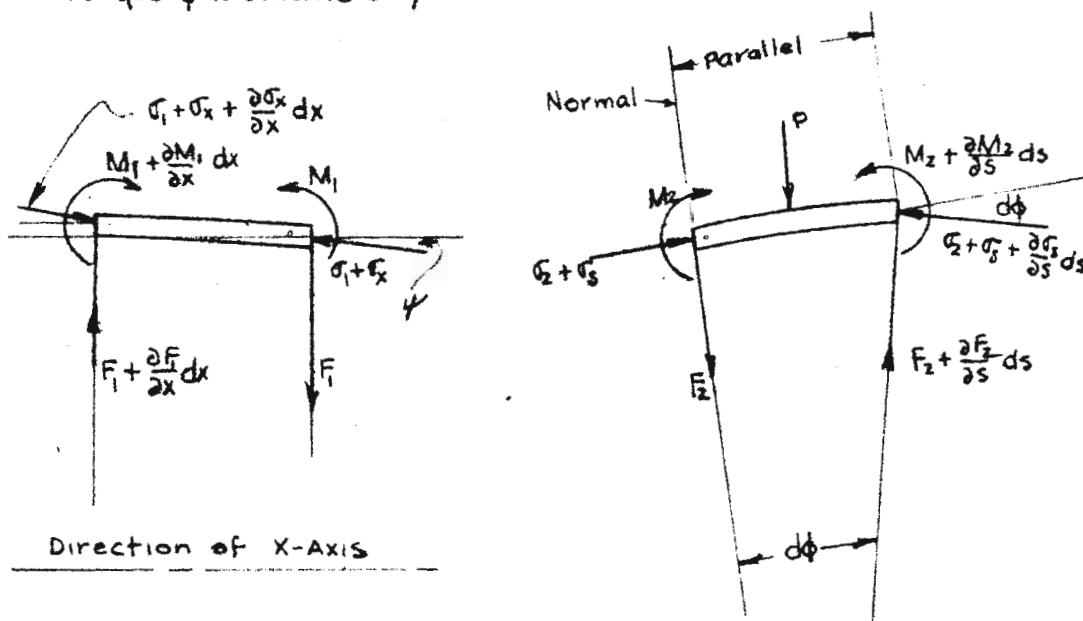 σ₁ + σₓ + ∂σₓ/∂x dx
M₁ + ∂M₁/∂x dx
M₁
σ₁ + σₓ
ψ
F₁ + ∂F₁/∂x dx
F₁
Direction of X-Axis
Parallel
Normal
P
M₂
M₂ + ∂M₂/∂s ds
dϕ
σ₂ + σₛ
σ₂ + σₛ + ∂σₛ/∂s ds
F₂
F₂ + ∂F₂/∂s ds
dϕ